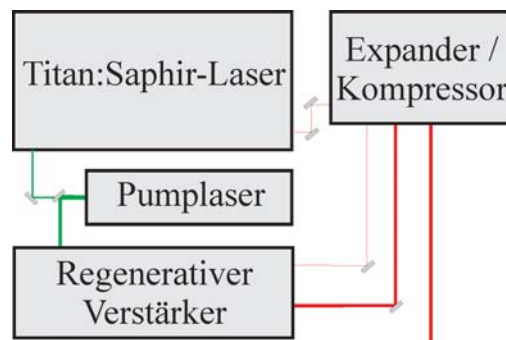 Titan:Saphir-Laser
Expander /
Kompressor
Pumplaser
Regenerativer
Verstärker